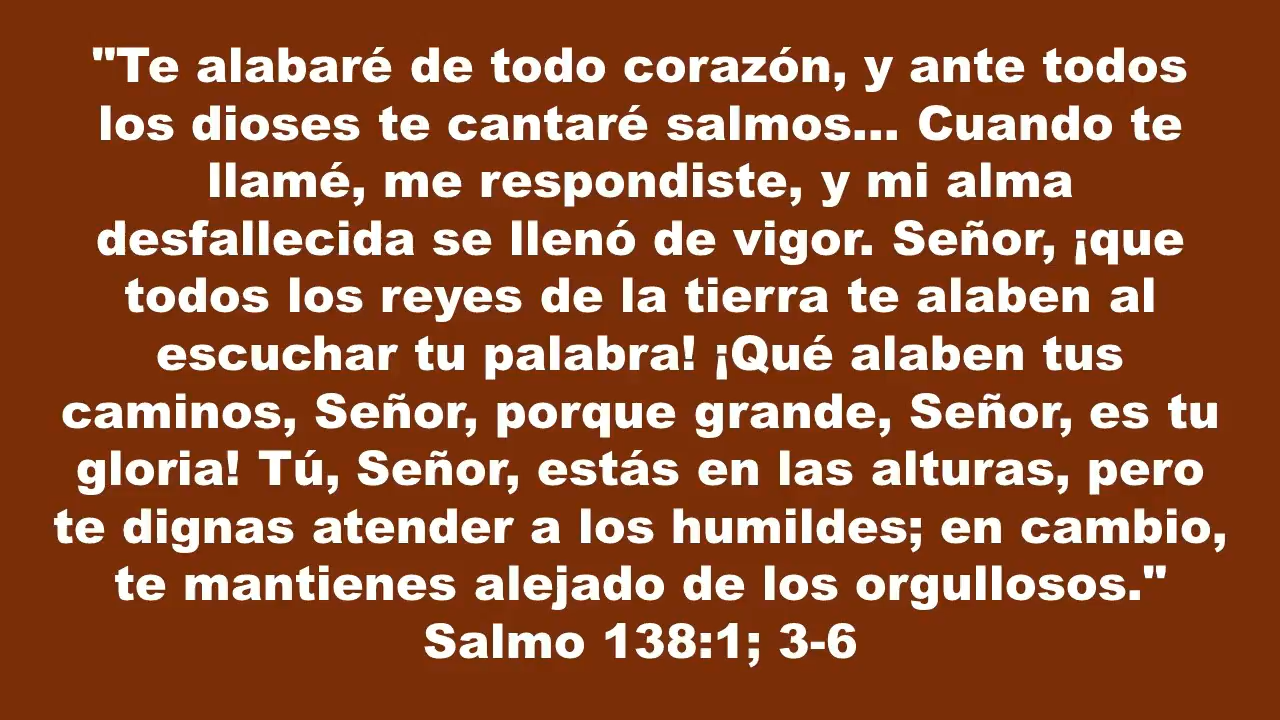 "Te alabaré de todo corazón, y ante todos
los dioses te cantaré salmos... Cuando te
llamé, me respondiste, y mi alma
desfallecida se llenó de vigor. Señor, ¡que
todos los reyes de la tierra te alaben al
escuchar tu palabra! ¡Qué alaben tus
caminos, Señor, porque grande, Señor, es tu
gloria! Tú, Señor, estás en las alturas, pero
te dignas atender a los humildes; en cambio,
te mantienes alejado de los orgullosos."
Salmo 138:1; 3-6